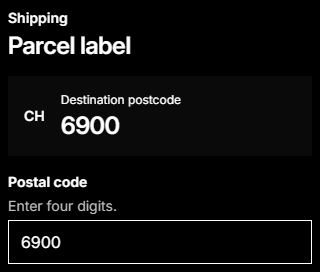 Shipping
Parcel label
Destination postcode
CH
6900
Postal code
Enter four digits.
6900